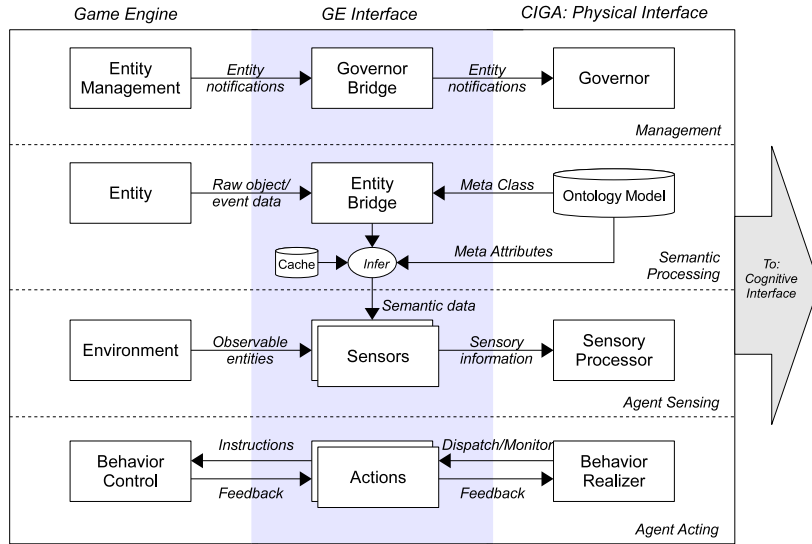 Game Engine
GE Interface
CIGA: Physical Interface
Entity
Management
Entity
notifications
Governor
Bridge
Entity
notifications
Governor
Management
Entity
Raw object/
event data
Entity
Bridge
Meta Class
Ontology Model
Cache
Infer
Meta Attributes
Semantic
Processing
To:
Cognitive
Interface
Semantic data
Environment
Observable
entities
Sensors
Sensory
information
Sensory
Processor
Agent Sensing
Behavior
Control
Instructions
Feedback
Actions
Dispatch/Monitor
Feedback
Behavior
Realizer
Agent Acting